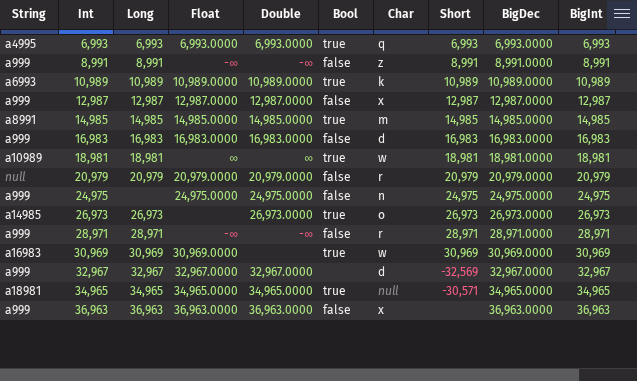 String Int Long Float Double Bool Char Short BigDec BigInt
a4995 6,993 6,993 6,993.0000 6,993.0000 true q 6,993 6,993.0000 6,993
a999 8,991 8,991 -∞ -∞ false z 8,991 8,991.0000 8,991
a6993 10,989 10,989 10,989.0000 10,989.0000 true k 10,989 10,989.0000 10,989
a999 12,987 12,987 12,987.0000 12,987.0000 false x 12,987 12,987.0000 12,987
a8991 14,985 14,985 14,985.0000 14,985.0000 true m 14,985 14,985.0000 14,985
a999 16,983 16,983 16,983.0000 16,983.0000 false d 16,983 16,983.0000 16,983
a10989 18,981 18,981 ∞ ∞ true w 18,981 18,981.0000 18,981
null 20,979 20,979 20,979.0000 20,979.0000 false r 20,979 20,979.0000 20,979
a999 24,975 24,975.0000 24,975.0000 false n 24,975 24,975.0000 24,975
a14985 26,973 26,973 26,973.0000 true o 26,973 26,973.0000 26,973
a999 28,971 28,971 -∞ -∞ false r 28,971 28,971.0000 28,971
a16983 30,969 30,969 30,969.0000 true w 30,969 30,969.0000 30,969
a999 32,967 32,967 32,967.0000 32,967.0000 d -32,569 32,967.0000 32,967
a18981 34,965 34,965 34,965.0000 34,965.0000 true null -30,571 34,965.0000 34,965
a999 36,963 36,963 36,963.0000 36,963.0000 false x 36,963.0000 36,963